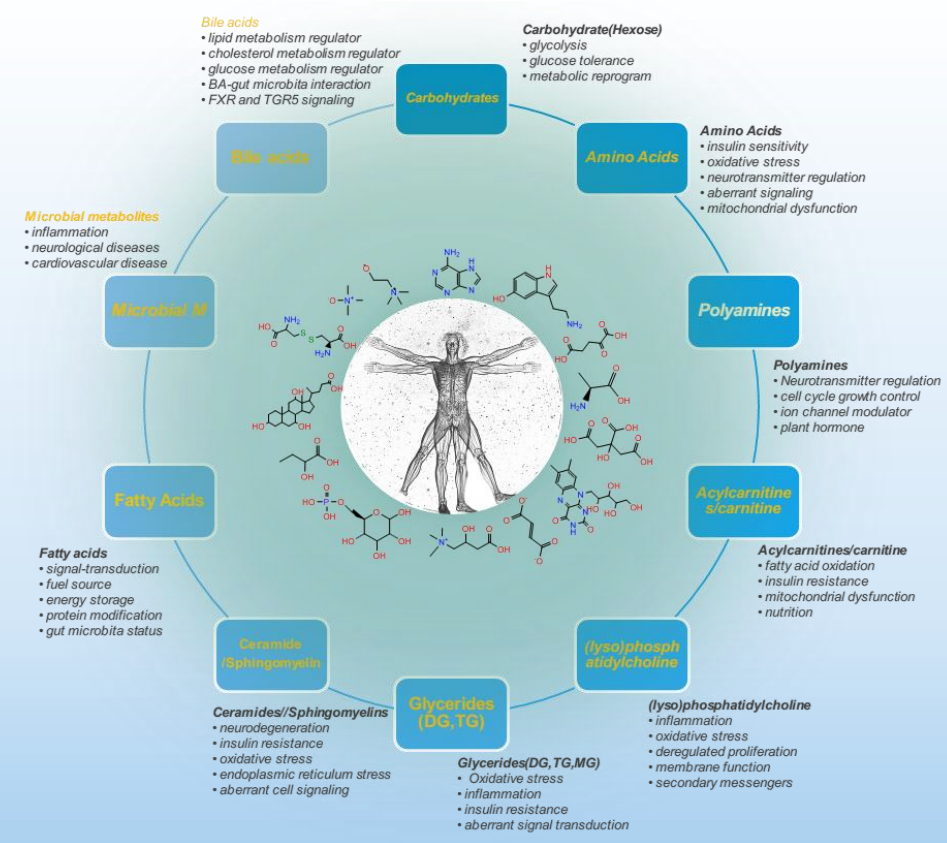 Bile acids
• lipid metabolism regulator
• cholesterol metabolism regulator
• glucose metabolism regulator
• BA-gut microbita interaction
• FXR and TGR5 signaling
Carbohydrates
Carbohydrate(Hexose)
• glycolysis
• glucose tolerance
• metabolic reprogram
Bile acids
Amino Acids
Amino Acids
• insulin sensitivity
• oxidative stress
• neurotransmitter regulation
• aberrant signaling
• mitochondrial dysfunction
Microbial metabolites
• inflammation
• neurological diseases
• cardiovascular disease
Microbial M
Polyamines
Polyamines
• Neurotransmitter regulation
• cell cycle growth control
• ion channel modulator
• plant hormone
Fatty Acids
Acylcarnitine
s/carnitine
Fatty acids
• signal-transduction
• fuel source
• energy storage
• protein modification
• gut microbita status
Acylcarnitines/carnitine
• fatty acid oxidation
• insulin resistance
• mitochondrial dysfunction
• nutrition
Ceramide
/Sphingomyelin
(lyso)phosph
atidylcholine
Ceramides//Sphingomyelins
• neurodegeneration
• insulin resistance
• oxidative stress
• endoplasmic reticulum stress
• aberrant cell signaling
Glycerides
(DG,TG)
Glycerides(DG,TG,MG)
• Oxidative stress
• inflammation
• insulin resistance
• aberrant signal transduction
(lyso)phosphatidylcholine
• inflammation
• oxidative stress
• deregulated proliferation
• membrane function
• secondary messengers